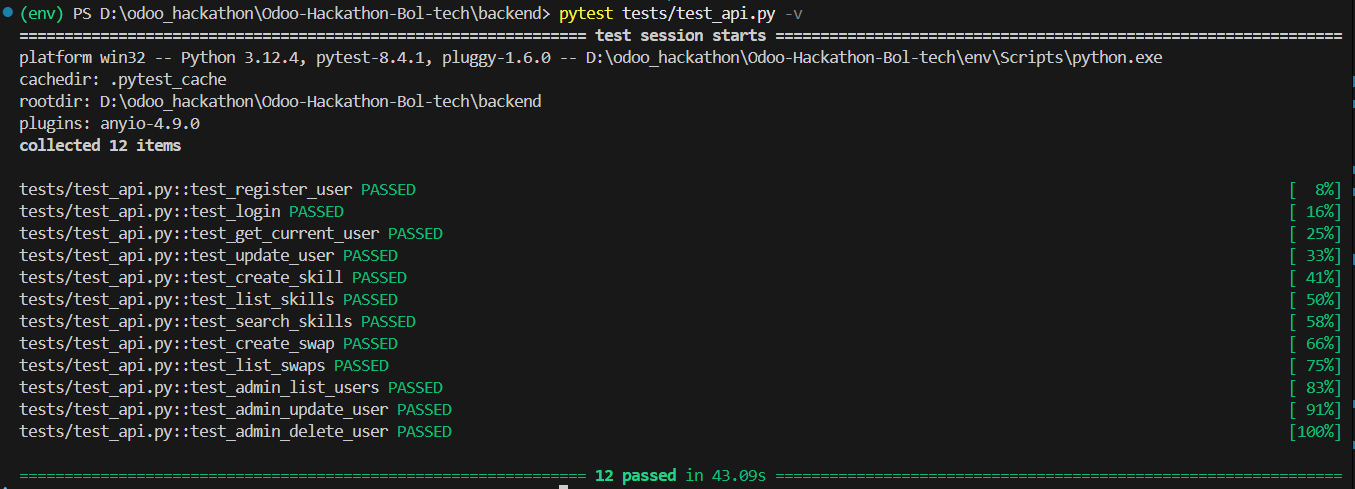 (env) PS D:\odoo_hackathon\Odoo-Hackathon-Bol-tech\backend> pytest tests/test_api.py -v
=============================================================== test session starts ===============================================================
platform win32 -- Python 3.12.4, pytest-8.4.1, pluggy-1.6.0 -- D:\odoo_hackathon\Odoo-Hackathon-Bol-tech\env\Scripts\python.exe
cachedir: .pytest_cache
rootdir: D:\odoo_hackathon\Odoo-Hackathon-Bol-tech\backend
plugins: anyio-4.9.0
collected 12 items
tests/test_api.py::test_register_user PASSED [  8%]
tests/test_api.py::test_login PASSED [ 16%]
tests/test_api.py::test_get_current_user PASSED [ 25%]
tests/test_api.py::test_update_user PASSED [ 33%]
tests/test_api.py::test_create_skill PASSED [ 41%]
tests/test_api.py::test_list_skills PASSED [ 50%]
tests/test_api.py::test_search_skills PASSED [ 58%]
tests/test_api.py::test_create_swap PASSED [ 66%]
tests/test_api.py::test_list_swaps PASSED [ 75%]
tests/test_api.py::test_admin_list_users PASSED [ 83%]
tests/test_api.py::test_admin_update_user PASSED [ 91%]
tests/test_api.py::test_admin_delete_user PASSED [100%]
=============================================================== 12 passed in 43.09s ===============================================================